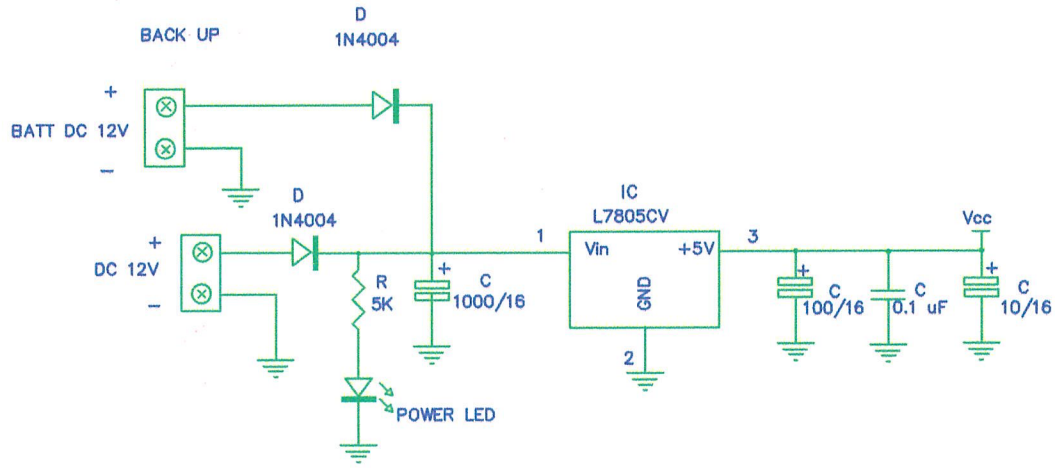 D
1N4004
BACK UP
+
BATT DC 12V
−
D
1N4004
+
DC 12V
−
R
5K
+
C
1000/16
POWER LED
IC
L7805CV
1
Vin
+5V
GND
2
3
Vcc
+
C
100/16
C
0.1 uF
+
C
10/16